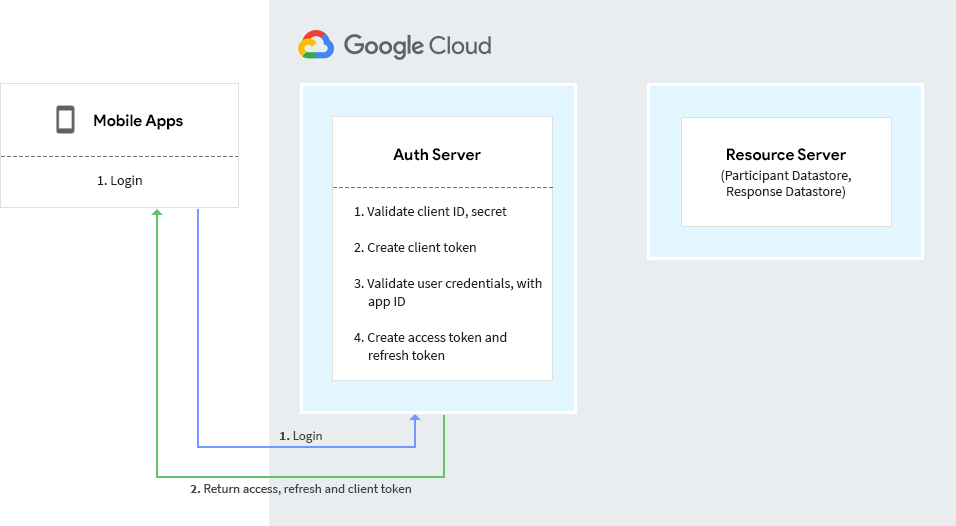 Google Cloud
Mobile Apps
1. Login
Auth Server
1. Validate client ID, secret
2. Create client token
3. Validate user credentials, with
app ID
4. Create access token and
refresh token
Resource Server
(Participant Datastore,
Response Datastore)
1. Login
2. Return access, refresh and client token